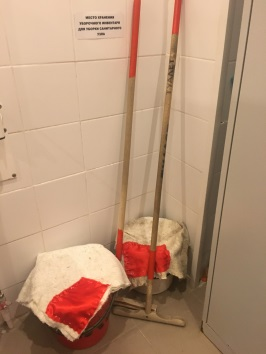 МЕСТО ХРАНЕНИЯ
УБОРОЧНОГО ИНВЕНТАРЯ
ДЛЯ УБОРКИ САНИТАРНОГО
УЗЛА